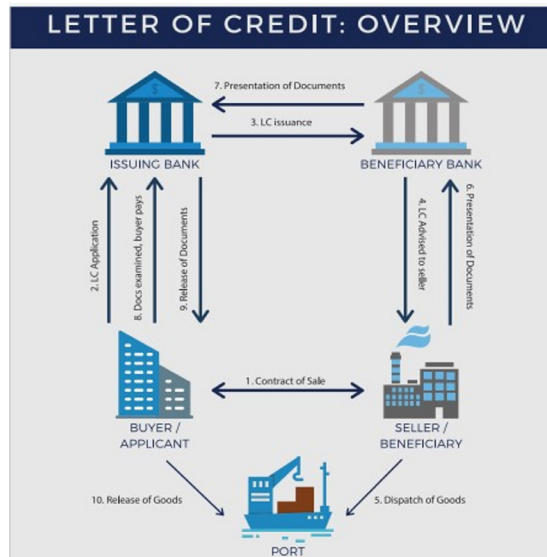 LETTER OF CREDIT: OVERVIEW
7. Presentation of Documents
3. LC issuance
$
ISSUING BANK
$
BENEFICIARY BANK
2. LC Application
8. Docs examined, buyer pays
9. Release of Documents
4. LC Advised to seller
6. Presentation of Documents
1. Contract of Sale
BUYER /
APPLICANT
SELLER /
BENEFICIARY
10. Release of Goods
5. Dispatch of Goods
PORT